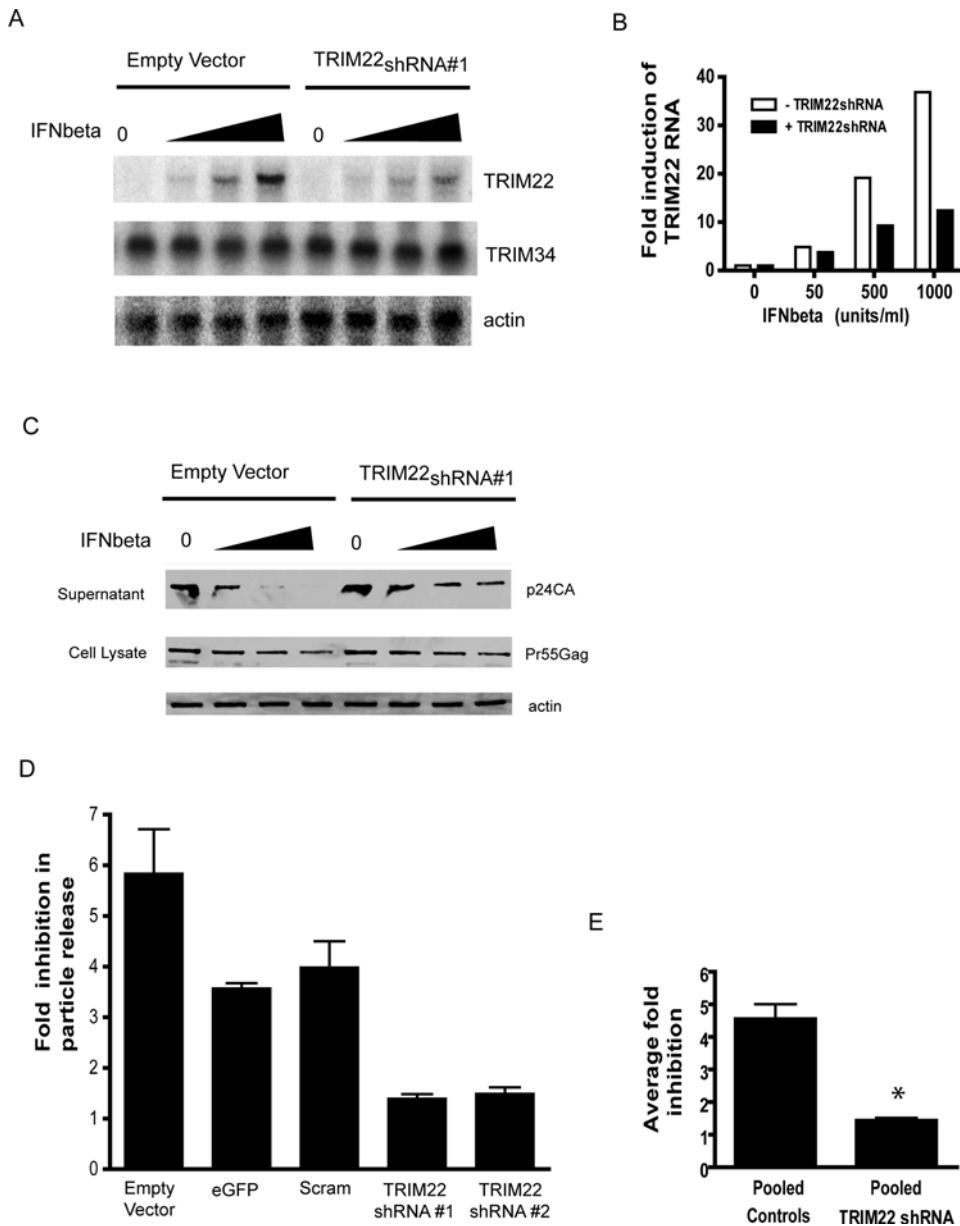 A
Empty Vector
TRIM22shRNA#1
IFNbeta 0 0
TRIM22
TRIM34
actin
B
Fold induction of
TRIM22 RNA
40
30
20
10
0
- TRIM22shRNA
+ TRIM22shRNA
0 50 500 1000
IFNbeta (units/ml)
C
Empty Vector
TRIM22shRNA#1
IFNbeta 0 0
Supernatant p24CA
Cell Lysate Pr55Gag
actin
D
Fold inhibition in
particle release
7
6
5
4
3
2
1
0
Empty
Vector
eGFP
Scram
TRIM22
shRNA #1
TRIM22
shRNA #2
E
Average fold
inhibition
6
5
4
3
2
1
0
*
Pooled
Controls
Pooled
TRIM22 shRNA